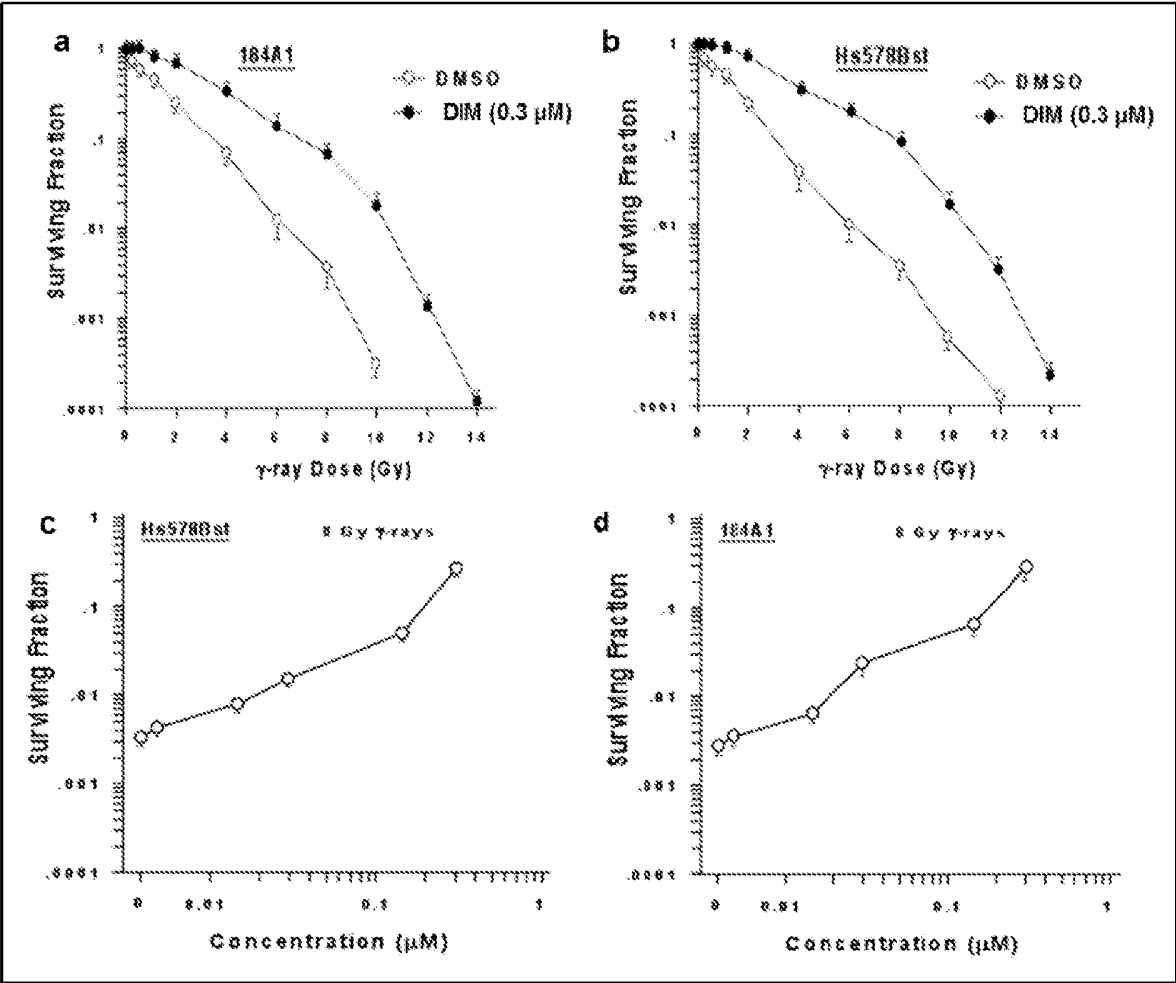 a
184A1
DMSO
DIM (0.3 μM)
Surviving Fraction
1
.1
.01
.001
.0001
0 2 4 6 8 10 12 14
γ-ray Dose (Gy)
b
Hs578Bst
DMSO
DIM (0.3 μM)
Surviving Fraction
1
.1
.01
.001
.0001
0 2 4 6 8 10 12 14
γ-ray Dose (Gy)
c
Hs578Bst
8 Gy γ-rays
Surviving Fraction
1
.1
.01
.001
.0001
0 0.01 0.1 1
Concentration (μM)
d
184A1
8 Gy γ-rays
Surviving Fraction
1
.1
.01
.001
.0001
0 0.01 0.1 1
Concentration (μM)